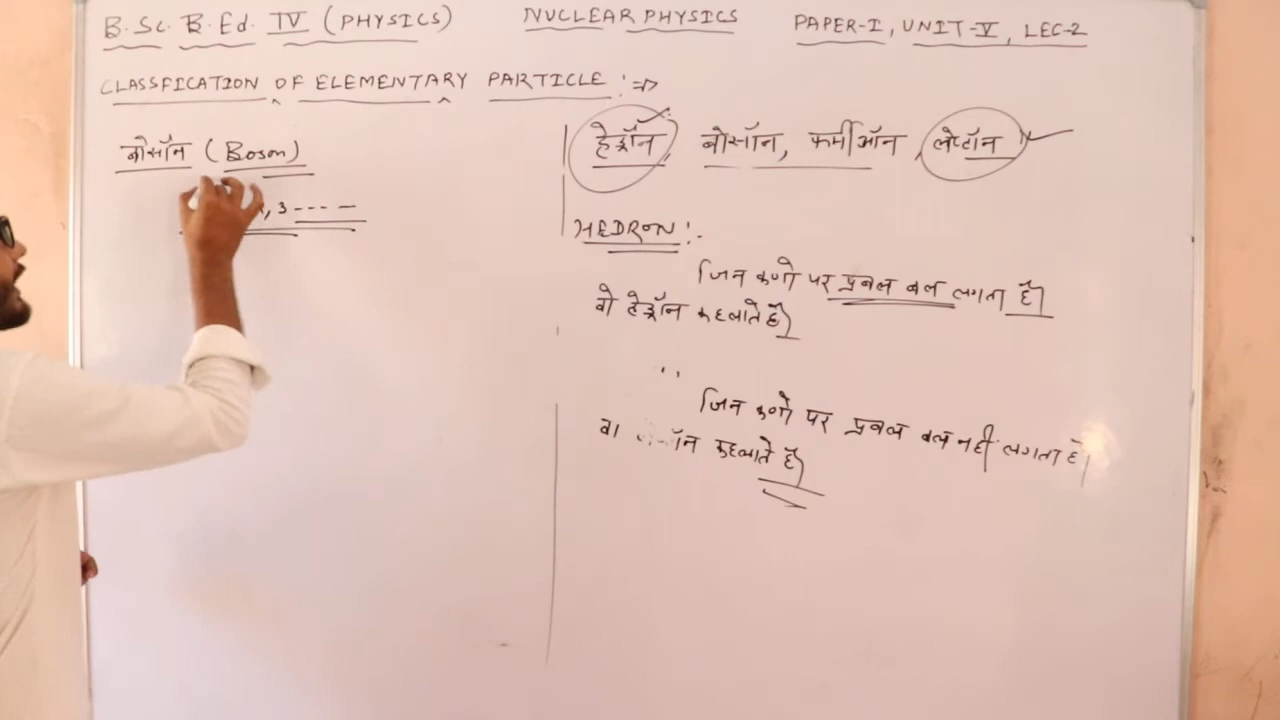 B.Sc. B.Ed. IV (PHYSICS) NUCLEAR PHYSICS PAPER-I, UNIT-V, LEC-2
CLASSFICATION OF ELEMENTARY PARTICLE :⇒
बोसॉन (Boson)
, 3 ---- —
हेड्रॉन, बोसॉन, फर्मीऑन, लेप्टॉन
HEDRON :-
जिन कणो पर प्रबल बल लगता है।
वो हेड्रॉन कहलाते है।
जिन कणो पर प्रबल बल नही लगता है।
कहलाते है।